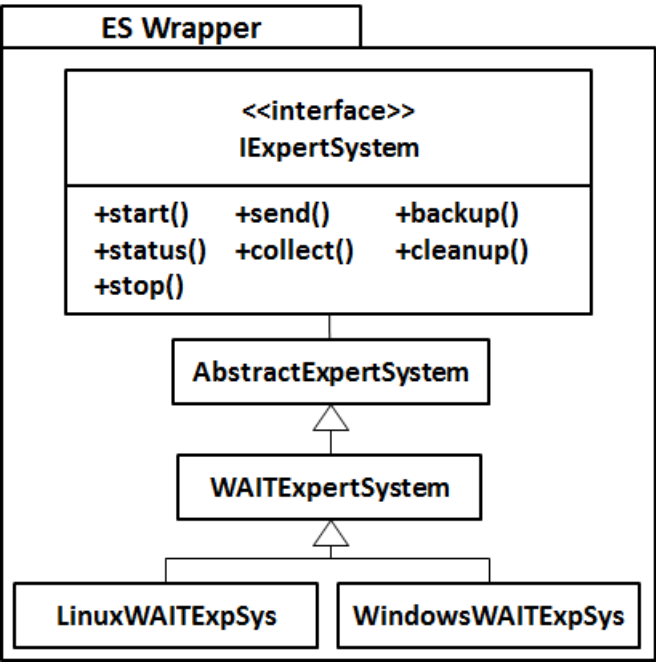 ES Wrapper
<<interface>>
IExpertSystem
+start() +send() +backup()
+status() +collect() +cleanup()
+stop()
AbstractExpertSystem
WAITExpertSystem
LinuxWAITExpSys WindowsWAITExpSys